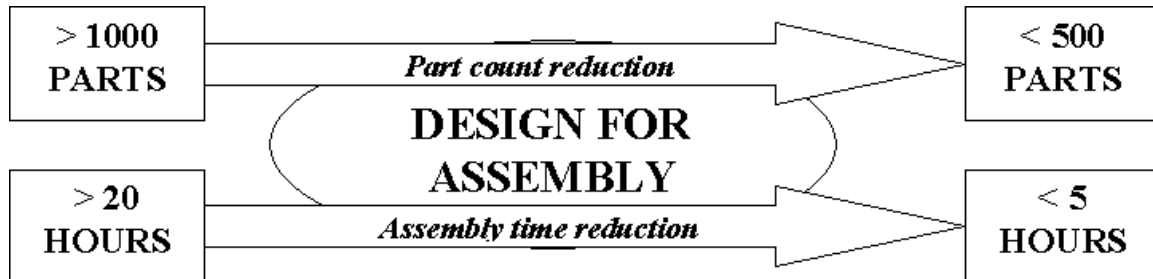 > 1000
PARTS
Part count reduction
< 500
PARTS
DESIGN FOR
ASSEMBLY
> 20
HOURS
Assembly time reduction
< 5
HOURS